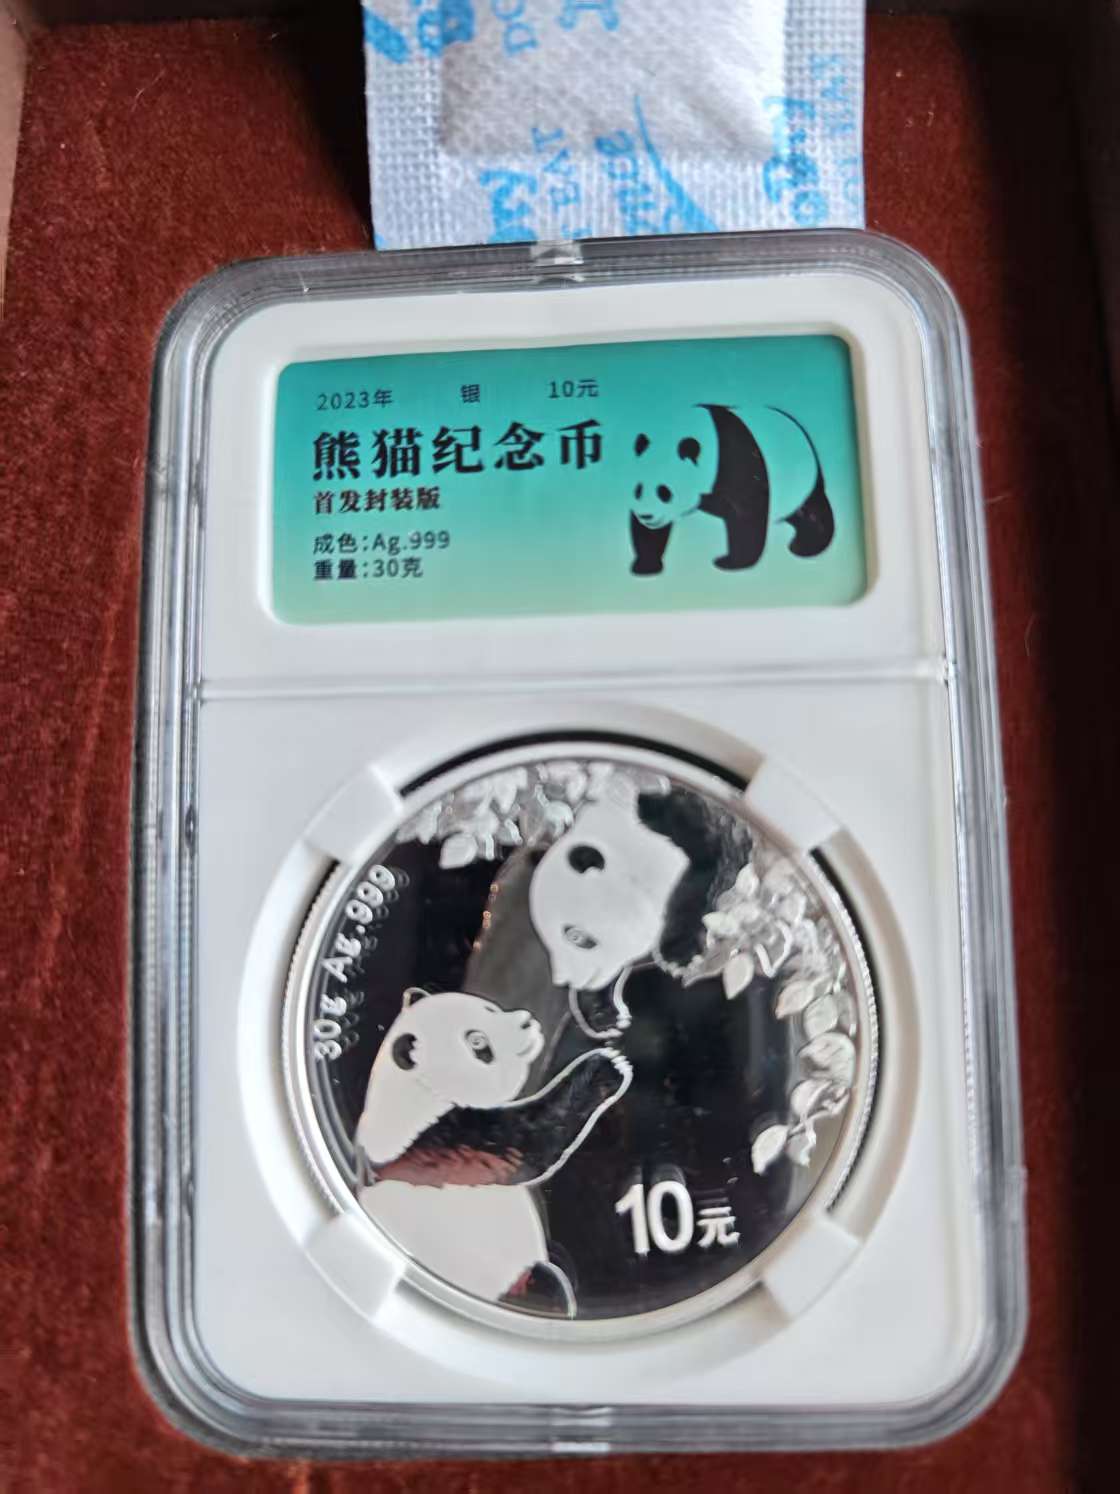 2023年 银 10元
熊猫纪念币
首发封装版
成色:Ag.999
重量:30克
30g Ag.999
10元